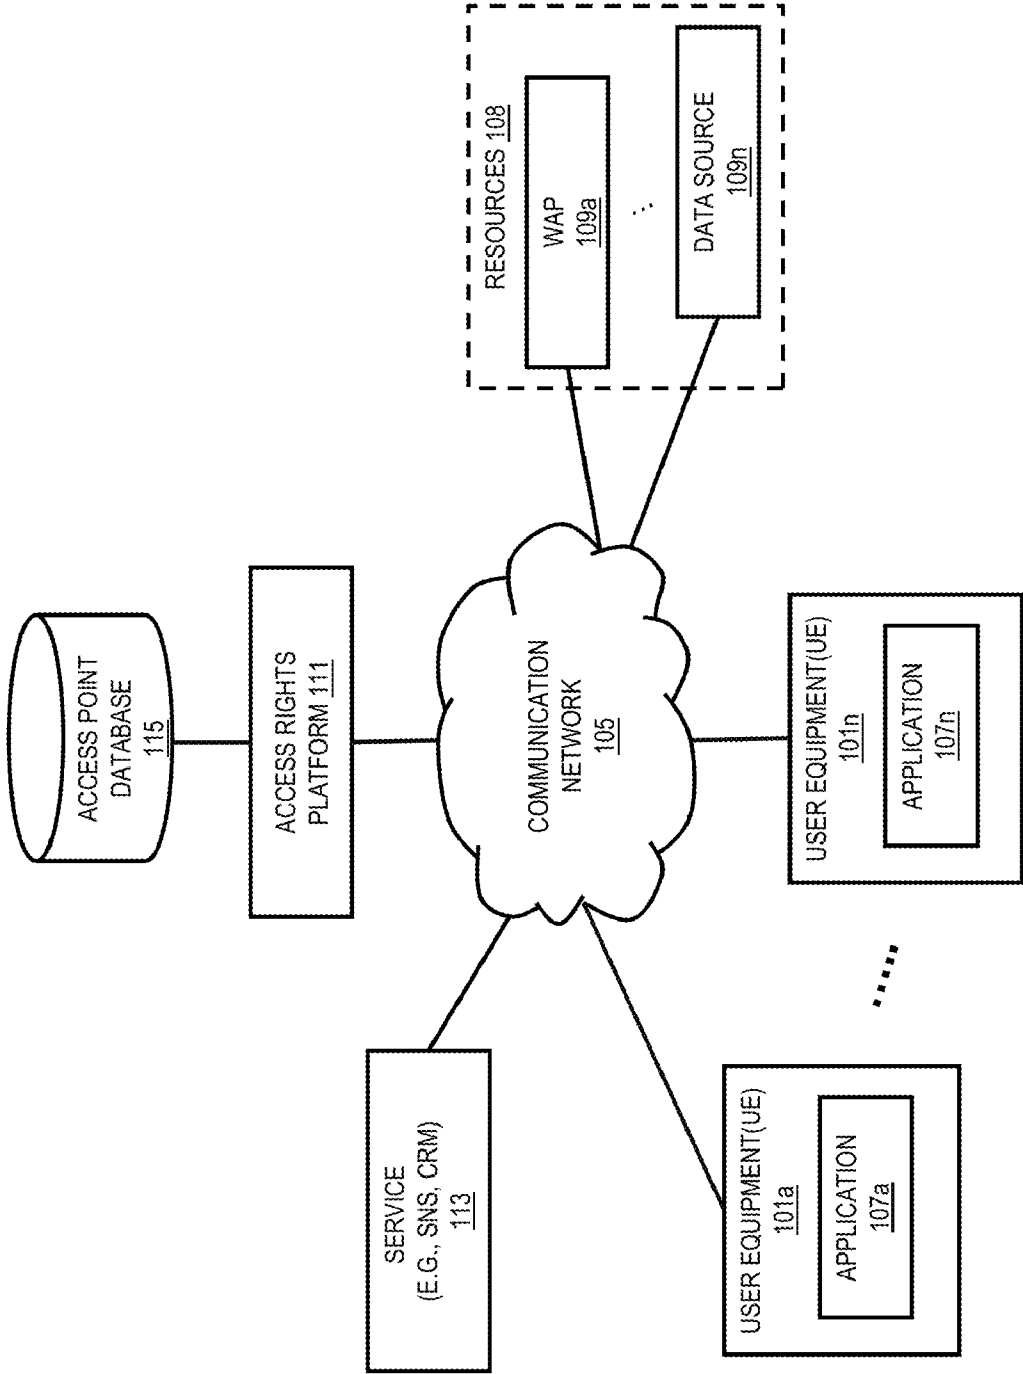 ACCESS POINT
DATABASE
115
ACCESS RIGHTS
PLATFORM 111
SERVICE
(E.G., SNS, CRM)
113
COMMUNICATION
NETWORK
105
RESOURCES 108
WAP
109a
...
DATA SOURCE
109n
USER EQUIPMENT(UE)
101a
APPLICATION
107a
.....
USER EQUIPMENT(UE)
101n
APPLICATION
107n